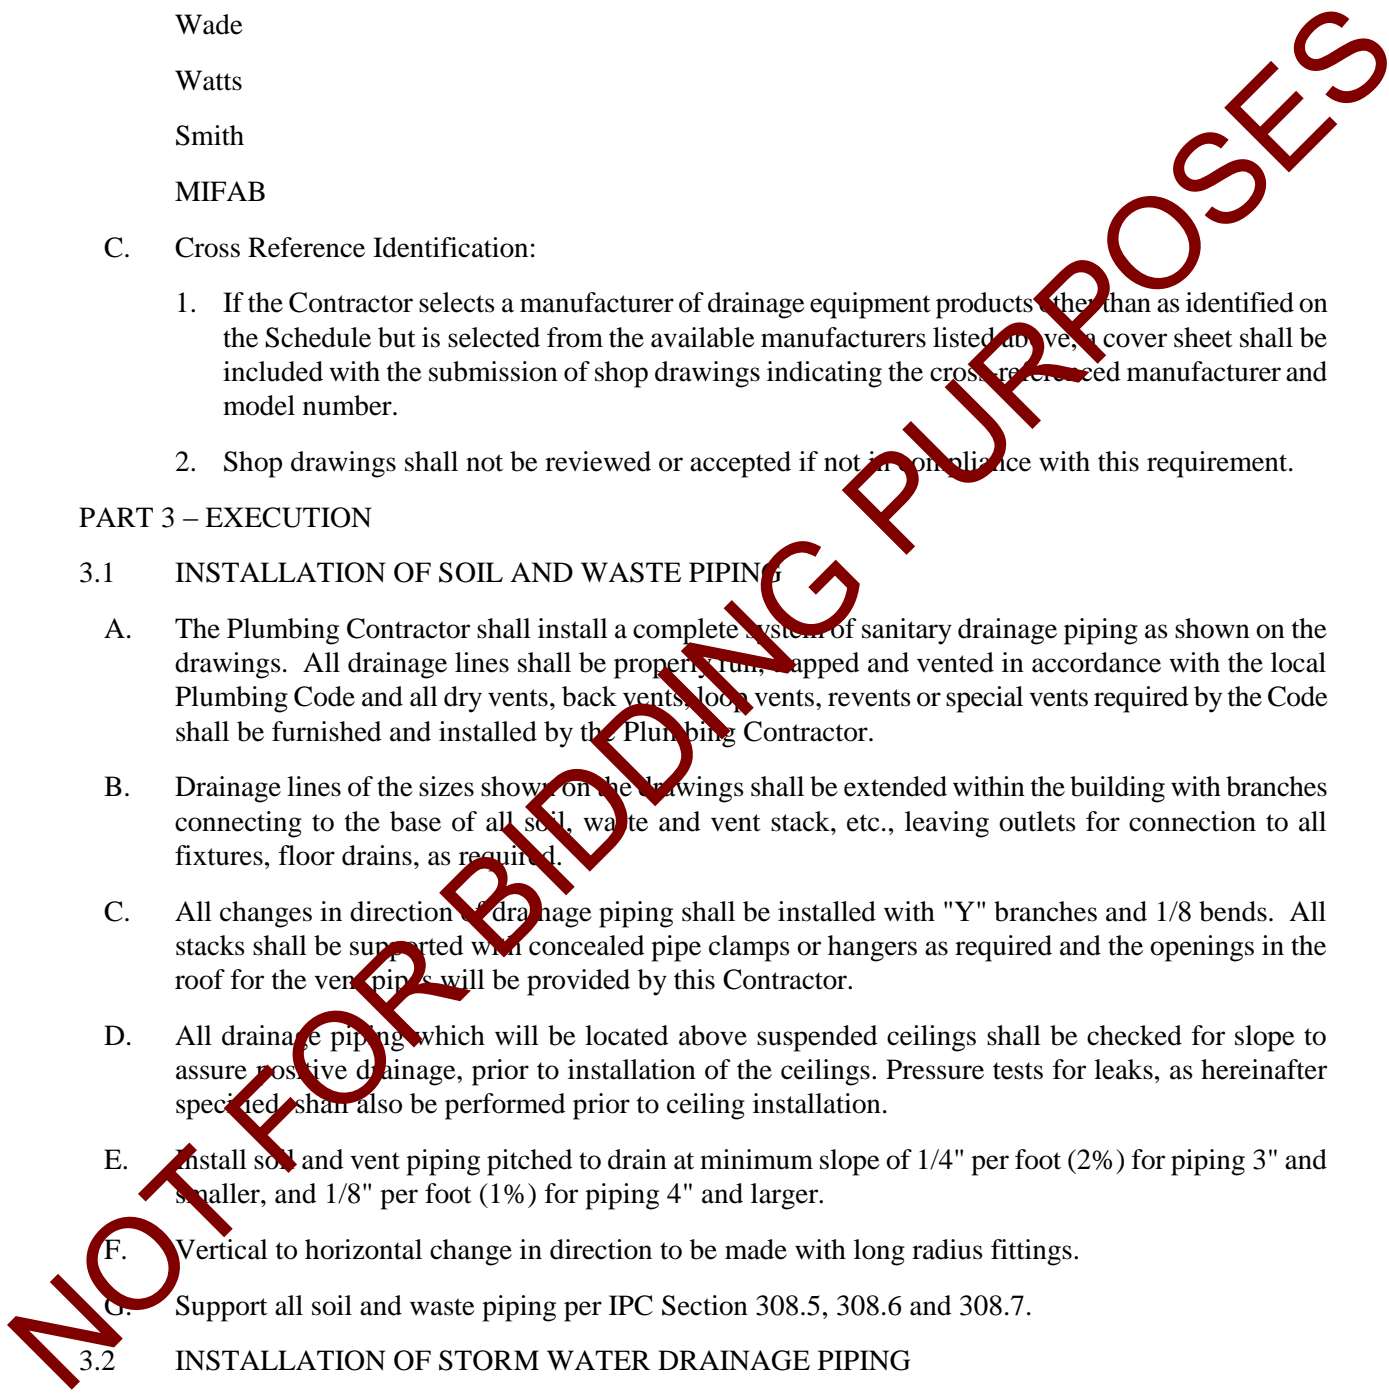 Wade
Watts
Smith
MIFAB
C. Cross Reference Identification:
1. If the Contractor selects a manufacturer of drainage equipment products other than as identified on
the Schedule but is selected from the available manufacturers listed above, a cover sheet shall be
included with the submission of shop drawings indicating the cross-referenced manufacturer and
model number.
2. Shop drawings shall not be reviewed or accepted if not in compliance with this requirement.
PART 3 – EXECUTION
3.1 INSTALLATION OF SOIL AND WASTE PIPING
A. The Plumbing Contractor shall install a complete system of sanitary drainage piping as shown on the
drawings. All drainage lines shall be properly run, trapped and vented in accordance with the local
Plumbing Code and all dry vents, back vents, loop vents, revents or special vents required by the Code
shall be furnished and installed by the Plumbing Contractor.
B. Drainage lines of the sizes shown on the drawings shall be extended within the building with branches
connecting to the base of all soil, waste and vent stack, etc., leaving outlets for connection to all
fixtures, floor drains, as required.
C. All changes in direction of drainage piping shall be installed with "Y" branches and 1/8 bends. All
stacks shall be supported with concealed pipe clamps or hangers as required and the openings in the
roof for the vent pipes will be provided by this Contractor.
D. All drainage piping which will be located above suspended ceilings shall be checked for slope to
assure positive drainage, prior to installation of the ceilings. Pressure tests for leaks, as hereinafter
specified, shall also be performed prior to ceiling installation.
E. Install soil and vent piping pitched to drain at minimum slope of 1/4" per foot (2%) for piping 3" and
smaller, and 1/8" per foot (1%) for piping 4" and larger.
F. Vertical to horizontal change in direction to be made with long radius fittings.
G. Support all soil and waste piping per IPC Section 308.5, 308.6 and 308.7.
3.2 INSTALLATION OF STORM WATER DRAINAGE PIPING
NOT FOR BIDDING PURPOSES